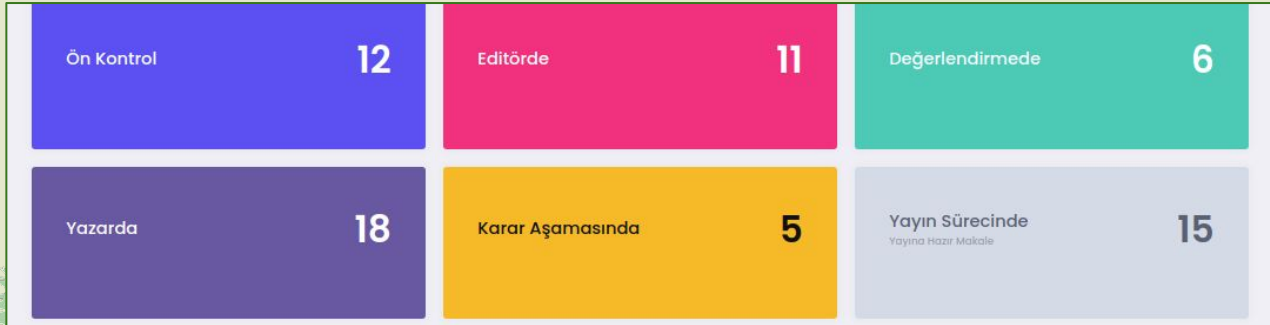 Ön Kontrol 12
Editörde 11
Değerlendirmede 6
Yazarda 18
Karar Aşamasında 5
Yayın Sürecinde 15
Yayına Hazır Makale